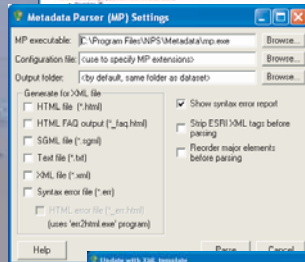 Metadata Parser (MP) Settings
MP executable: C:\Program Files\NPS\Metadata\mp.exe Browse...
Configuration file: <use to specify MP extensions> Browse...
Output folder: <by default, same folder as dataset> Browse...
Generate for XML file
HTML file (*.html)
HTML FAQ output (*_faq.html)
SGML file (*.sgml)
Text file (*.txt)
XML file (*.xml)
Syntax error file (*.err)
HTML error file (*_err.html)
(uses 'err2html.exe' program)
Show syntax error report
Strip ESRI XML tags before
parsing
Reorder major elements
before parsing
Help Parse Cancel
Update with XML template